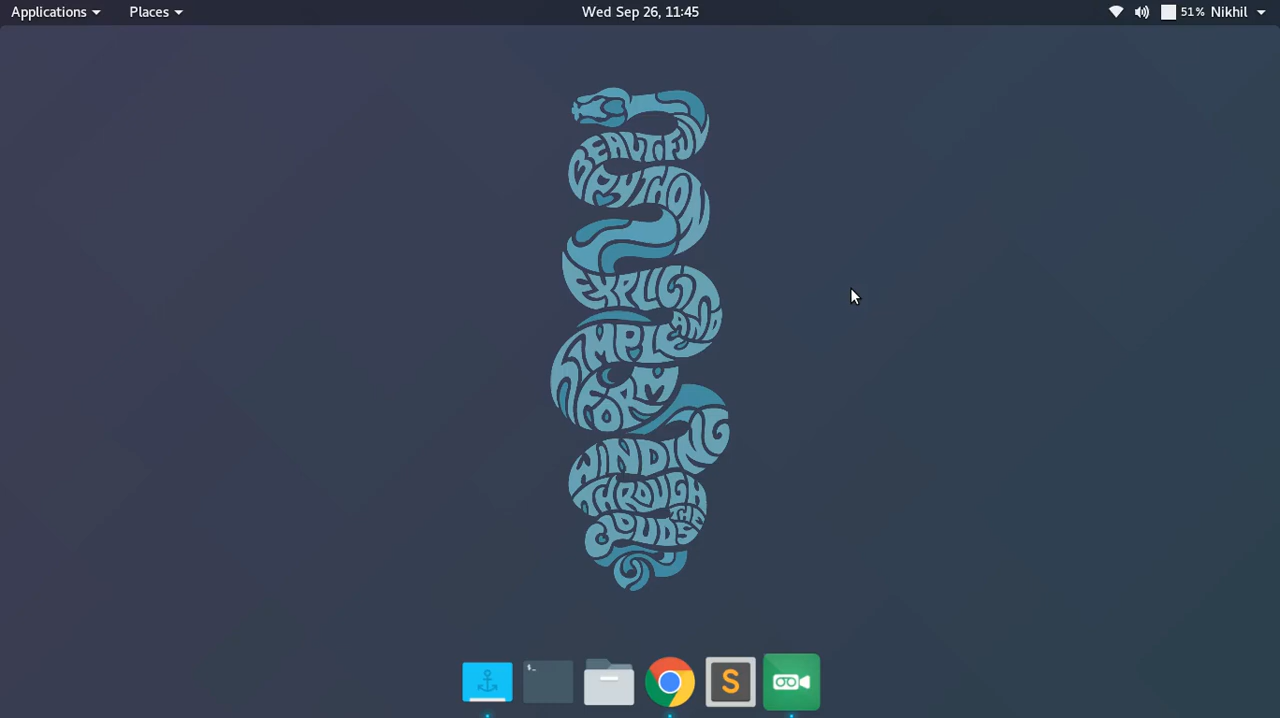 Applications Places Wed Sep 26, 11:45 51% Nikhil
BEAUTIFUL
PYTHON
EXPLICIT
AND
SIMPLE
FORM
WINDING
THROUGH
THE
CLOUDS
$_
S